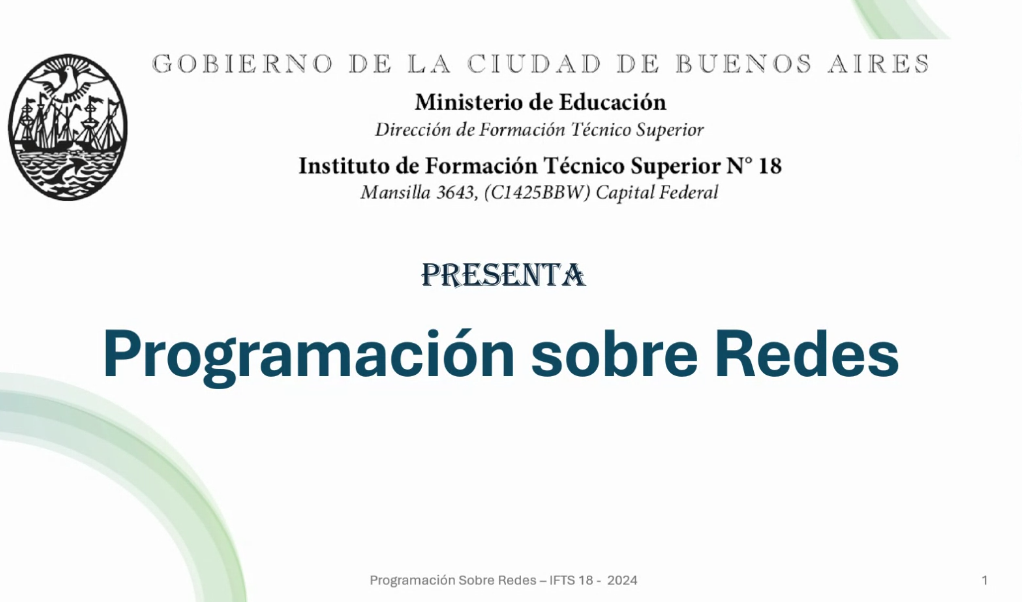 GOBIERNO DE LA CIUDAD DE BUENOS AIRES
Ministerio de Educación
Dirección de Formación Técnico Superior
Instituto de Formación Técnico Superior N° 18
Mansilla 3643, (C1425BBW) Capital Federal
PRESENTA
Programación sobre Redes
Programación Sobre Redes – IFTS 18 - 2024
1